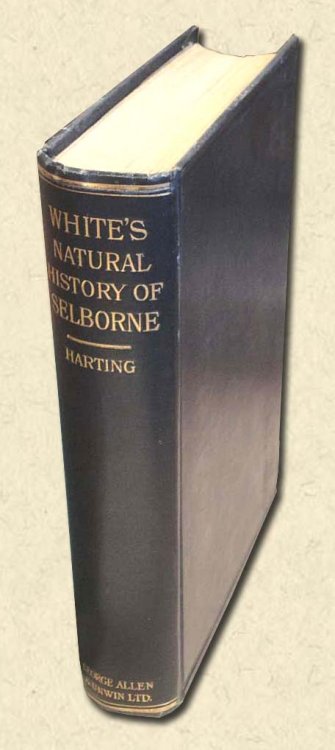 WHITE'S
NATURAL
HISTORY OF
SELBORNE
HARTING
GEORGE ALLEN
& UNWIN LTD.